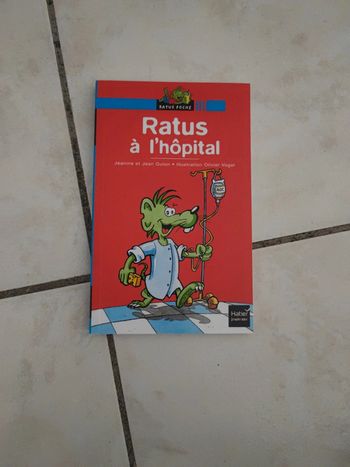 RATUS POCHE
Ratus
à l'hôpital
Jeanine et Jean Guion • Illustration Olivier Vogel
Hatier